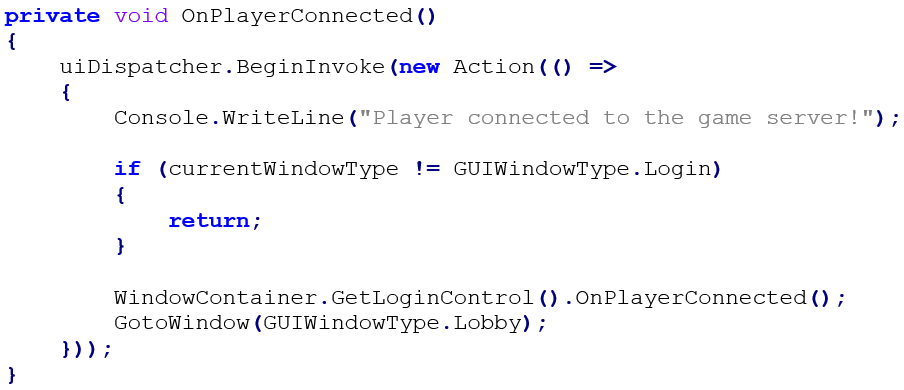 private void OnPlayerConnected()
{
    uiDispatcher.BeginInvoke(new Action(() =>
    {
        Console.WriteLine("Player connected to the game server!");

        if (currentWindowType != GUIWindowType.Login)
        {
            return;
        }

        WindowContainer.GetLoginControl().OnPlayerConnected();
        GotoWindow(GUIWindowType.Lobby);
    }));
}